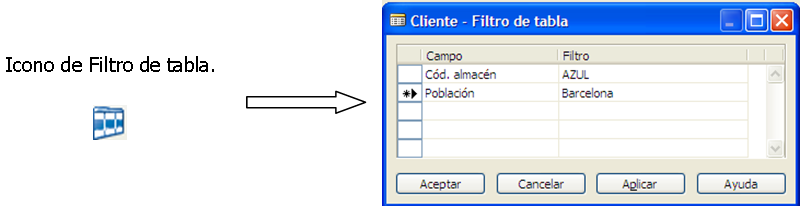 Icono de Filtro de tabla.
Cliente - Filtro de tabla
Campo Filtro
Cód. almacén AZUL
Población Barcelona
Aceptar Cancelar Aplicar Ayuda